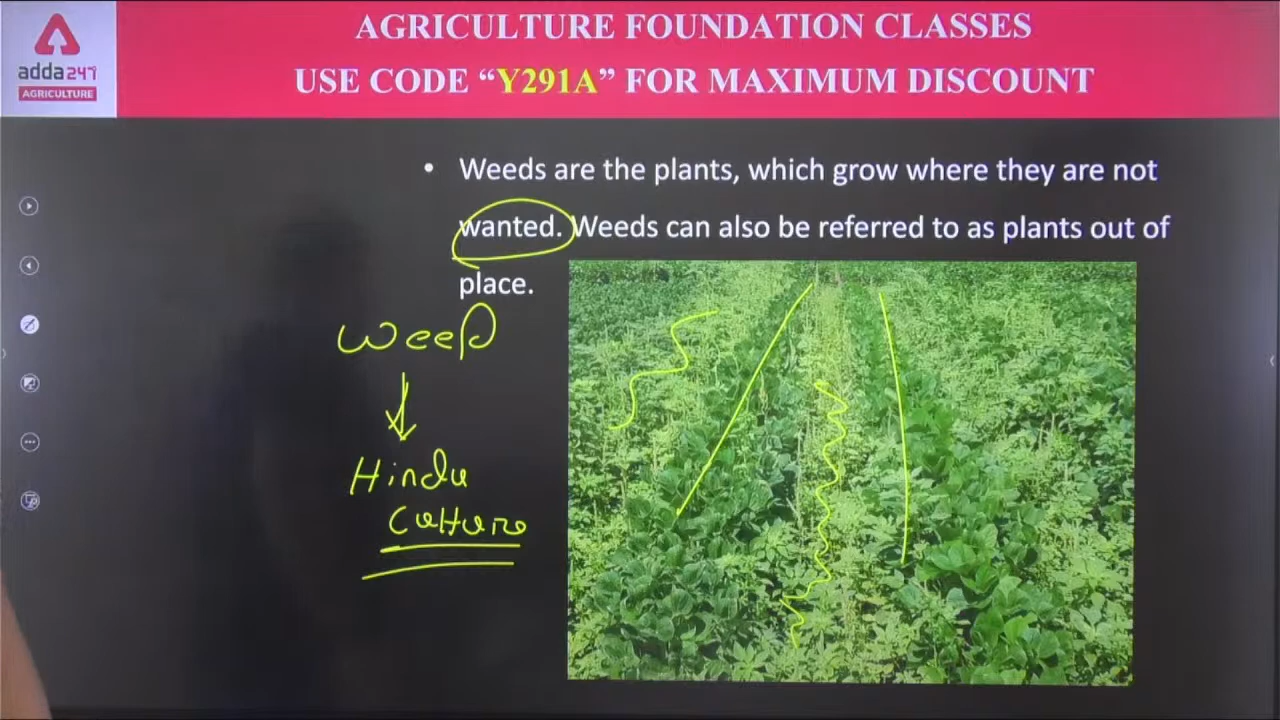 AGRICULTURE FOUNDATION CLASSES
USE CODE “Y291A” FOR MAXIMUM DISCOUNT
adda247
AGRICULTURE
• Weeds are the plants, which grow where they are not
wanted. Weeds can also be referred to as plants out of
place.
Weed
Hindu
Culture